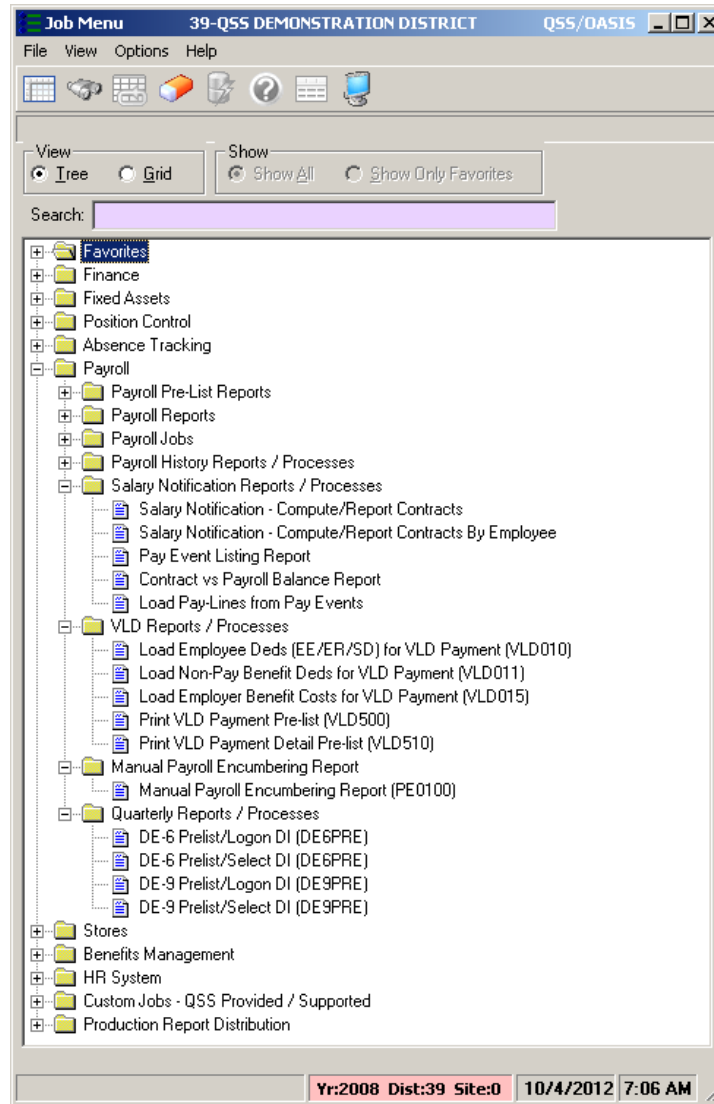 Job Menu 39-QSS DEMONSTRATION DISTRICT QSS/OASIS
File View Options Help
View
Show
Tree Grid Show All Show Only Favorites
Search:
Favorites
Finance
Fixed Assets
Position Control
Absence Tracking
Payroll
Payroll Pre-List Reports
Payroll Reports
Payroll Jobs
Payroll History Reports / Processes
Salary Notification Reports / Processes
Salary Notification - Compute/Report Contracts
Salary Notification - Compute/Report Contracts By Employee
Pay Event Listing Report
Contract vs Payroll Balance Report
Load Pay-Lines from Pay Events
VLD Reports / Processes
Load Employee Deds (EE/ER/SD) for VLD Payment (VLD010)
Load Non-Pay Benefit Deds for VLD Payment (VLD011)
Load Employer Benefit Costs for VLD Payment (VLD015)
Print VLD Payment Pre-list (VLD500)
Print VLD Payment Detail Pre-list (VLD510)
Manual Payroll Encumbering Report
Manual Payroll Encumbering Report (PE0100)
Quarterly Reports / Processes
DE-6 Prelist/Logon DI (DE6PRE)
DE-6 Prelist/Select DI (DE6PRE)
DE-9 Prelist/Logon DI (DE9PRE)
DE-9 Prelist/Select DI (DE9PRE)
Stores
Benefits Management
HR System
Custom Jobs - QSS Provided / Supported
Production Report Distribution
Yr:2008 Dist:39 Site:0 10/4/2012 7:06 AM